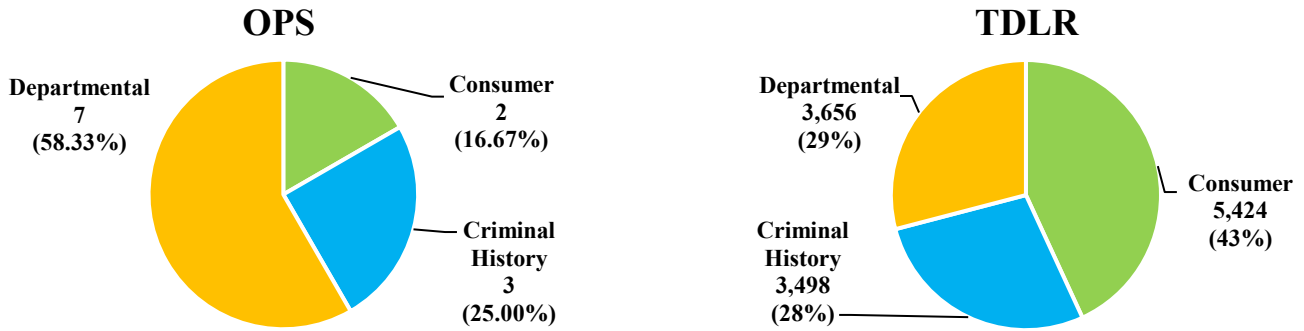 OPS
Departmental
7
(58.33%)
Consumer
2
(16.67%)
Criminal
History
3
(25.00%)
TDLR
Departmental
3,656
(29%)
Consumer
5,424
(43%)
Criminal
History
3,498
(28%)